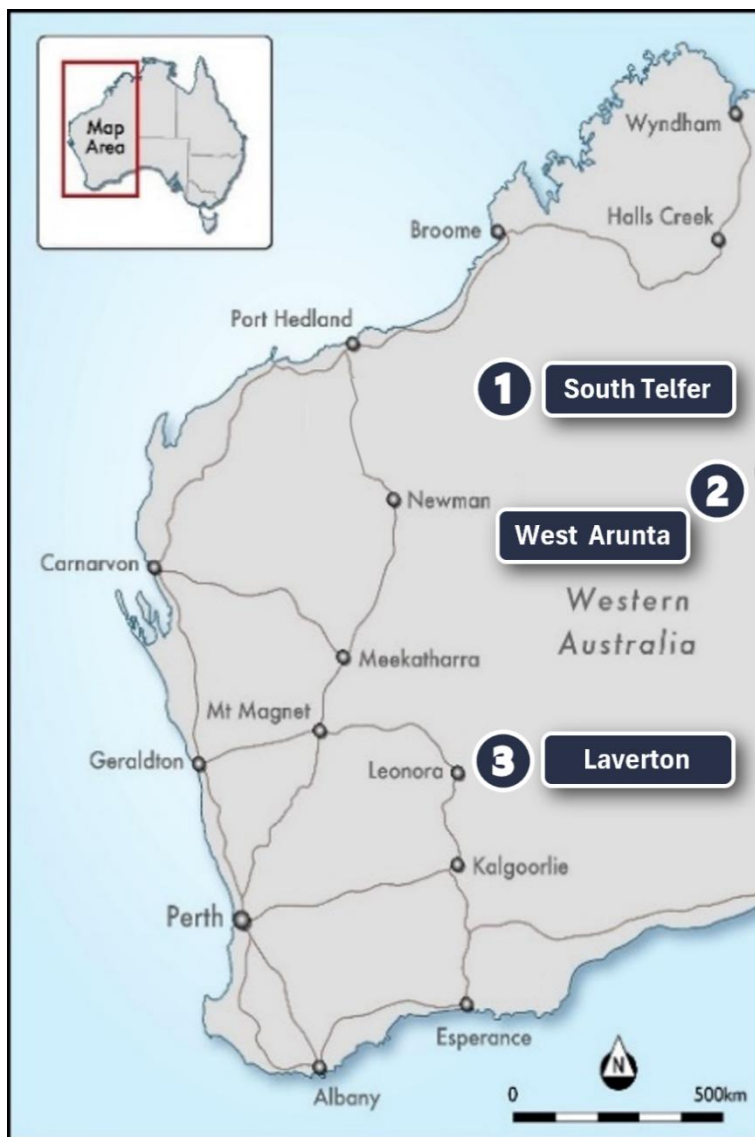 Map
Area
Wyndham
Halls Creek
Broome
Port Hedland
1 South Telfer
2
Newman
West Arunta
Carnarvon
Western
Australia
Meekatharra
Mt Magnet
Geraldton
Leonora
3 Laverton
Kalgoorlie
Perth
Esperance
N
0 500km
Albany